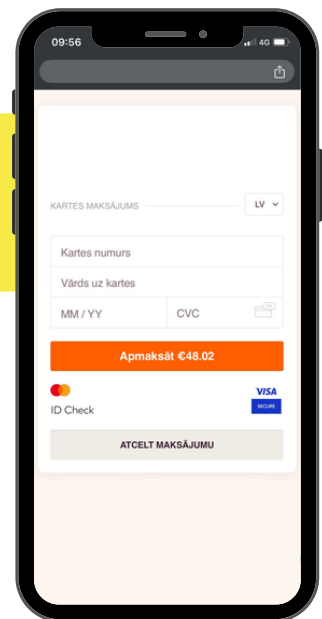 09:56 4G
KARTES MAKSĀJUMS LV
Kartes numurs
Vārds uz kartes
MM / YY CVC
Apmaksāt €48.02
ID Check VISA
SECURE
ATCELT MAKSĀJUMU